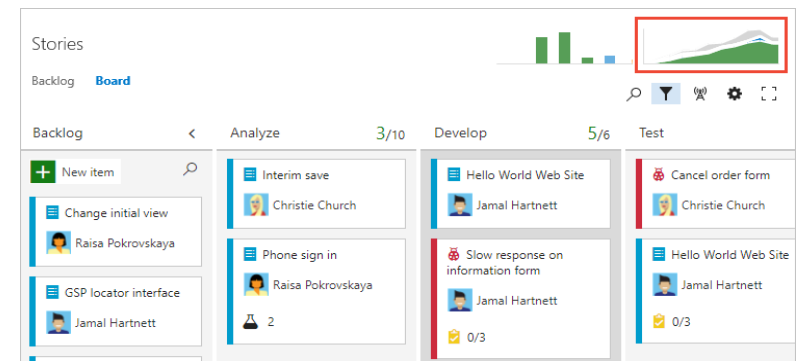 Stories
Backlog Board
Backlog Analyze 3/10 Develop 5/6 Test
New item
Change initial view
Raisa Pokrovskaya
GSP locator interface
Jamal Hartnett
Interim save
Christie Church
Phone sign in
Raisa Pokrovskaya
2
Hello World Web Site
Jamal Hartnett
Slow response on
information form
Jamal Hartnett
0/3
Cancel order form
Christie Church
Hello World Web Site
Jamal Hartnett
0/3